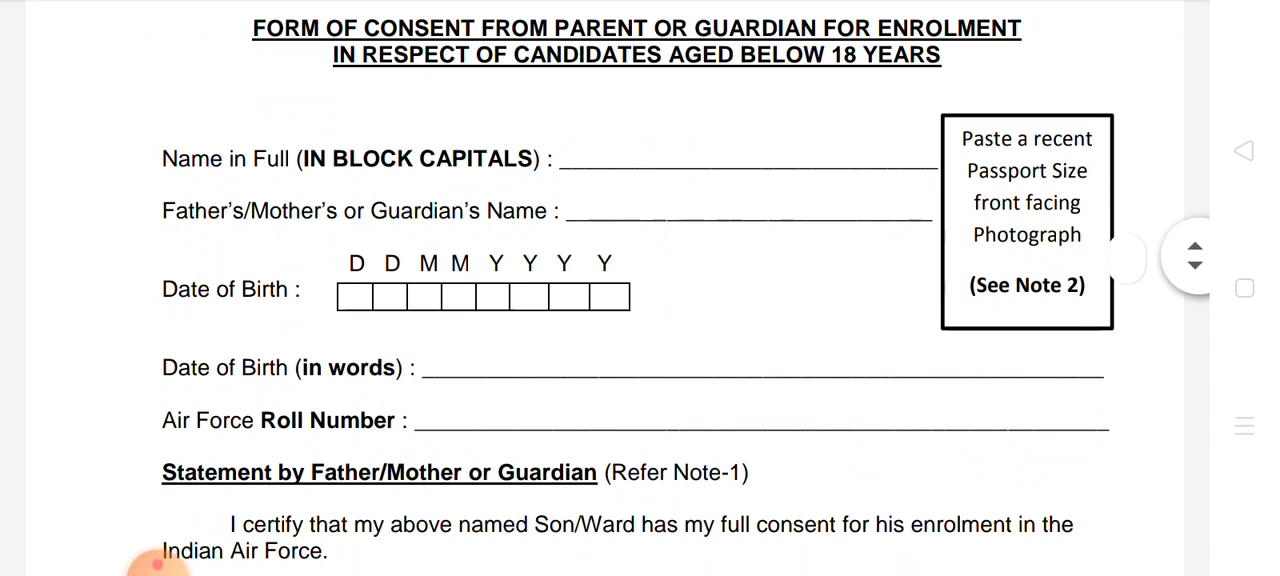 FORM OF CONSENT FROM PARENT OR GUARDIAN FOR ENROLMENT
IN RESPECT OF CANDIDATES AGED BELOW 18 YEARS
Name in Full (IN BLOCK CAPITALS) :
Father's/Mother's or Guardian's Name :
Paste a recent
Passport Size
front facing
Photograph
(See Note 2)
D D M M Y Y Y Y
Date of Birth :
Date of Birth (in words) :
Air Force Roll Number :
Statement by Father/Mother or Guardian (Refer Note-1)
I certify that my above named Son/Ward has my full consent for his enrolment in the
Indian Air Force.